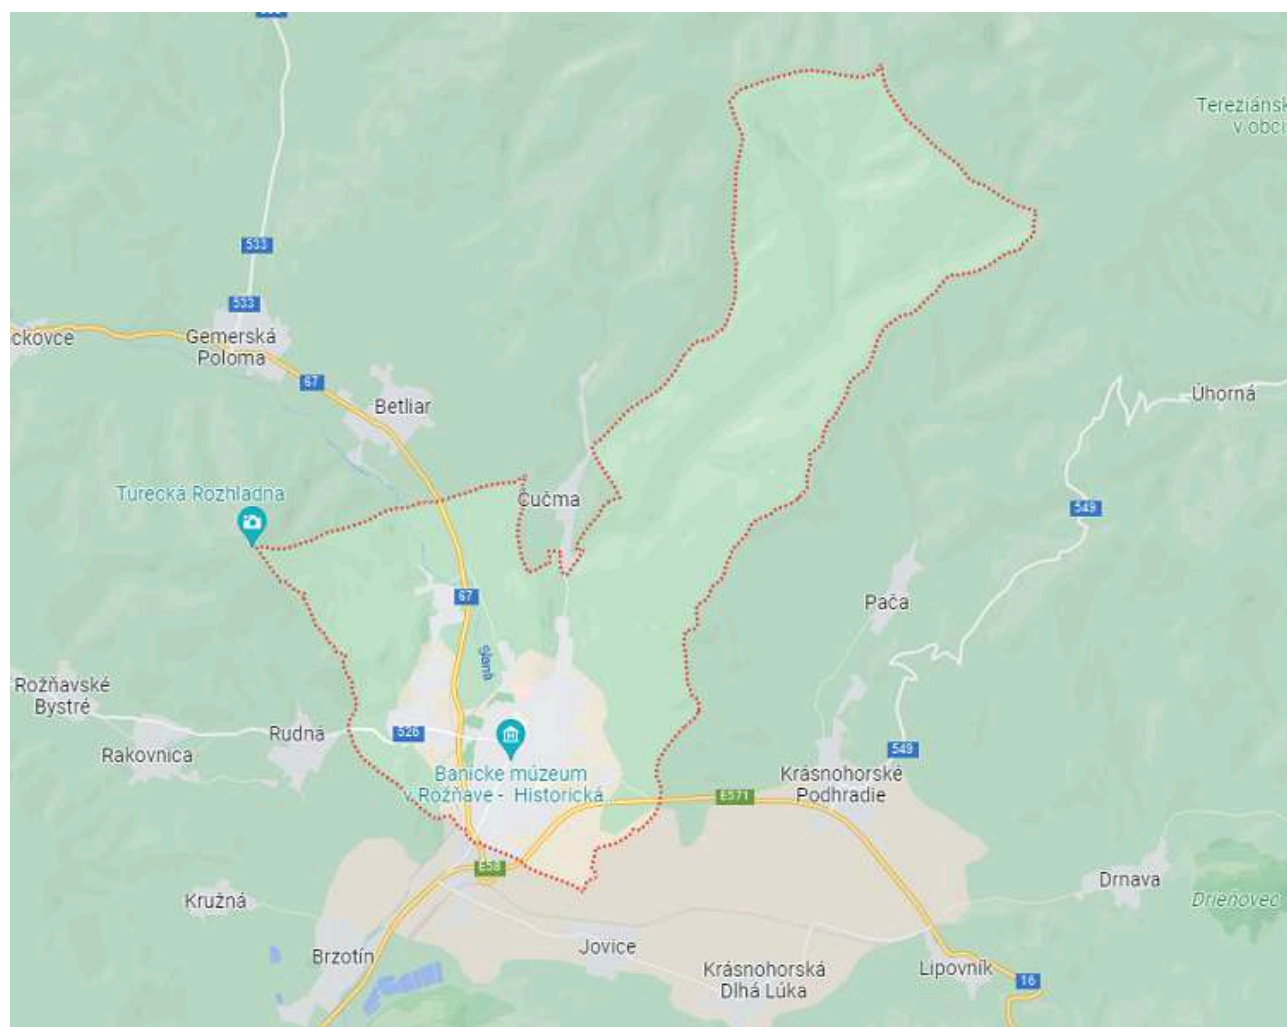 Tereziánsk
v obci
533
533
Gemerská
Poloma
ckovce
67
Betliar
Úhorná
Turecká Rozhladna
Čučma
549
67
Pača
Slaná
Rožňavské
Bystré
Rudná
526
Rakovnica
549
Banícke múzeum
v Rožňave - Historická
Krásnohorské
Podhradie
E571
E58
Drnava
Kružná
Drieňovec
Brzotín
Jovice
Krásnohorská
Dlhá Lúka
Lipovník
16